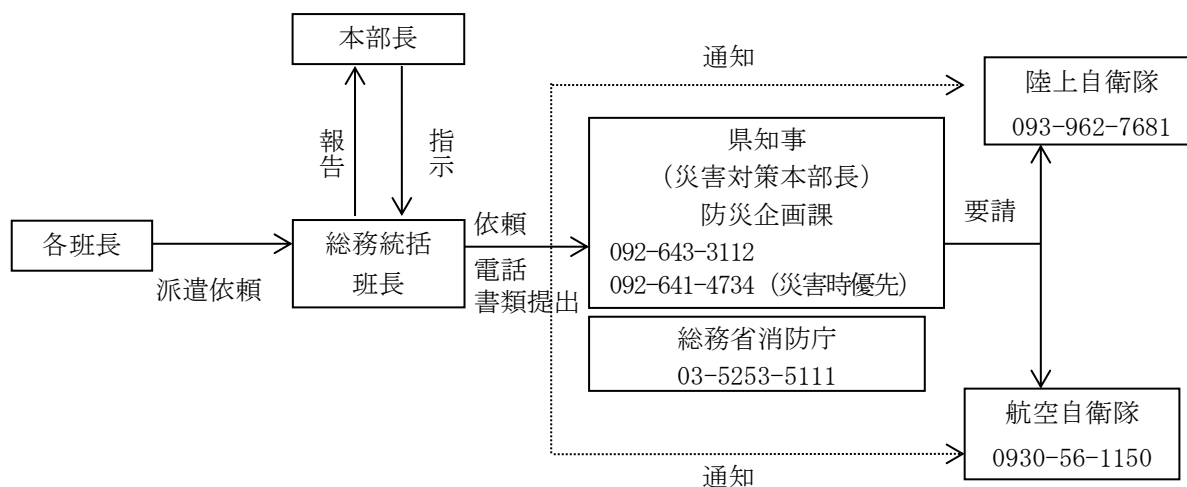 本部長
通知
陸上自衛隊
093-962-7681
報告
指示
県知事
（災害対策本部長）
防災企画課
092-643-3112
092-641-4734（災害時優先）
要請
各班長
派遣依頼
総務統括
班長
依頼
電話
書類提出
総務省消防庁
03-5253-5111
航空自衛隊
0930-56-1150
通知